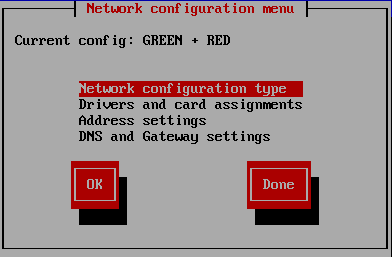 Network configuration menu
Current config: GREEN + RED
Network configuration type
Drivers and card assignments
Address settings
DNS and Gateway settings
OK Done